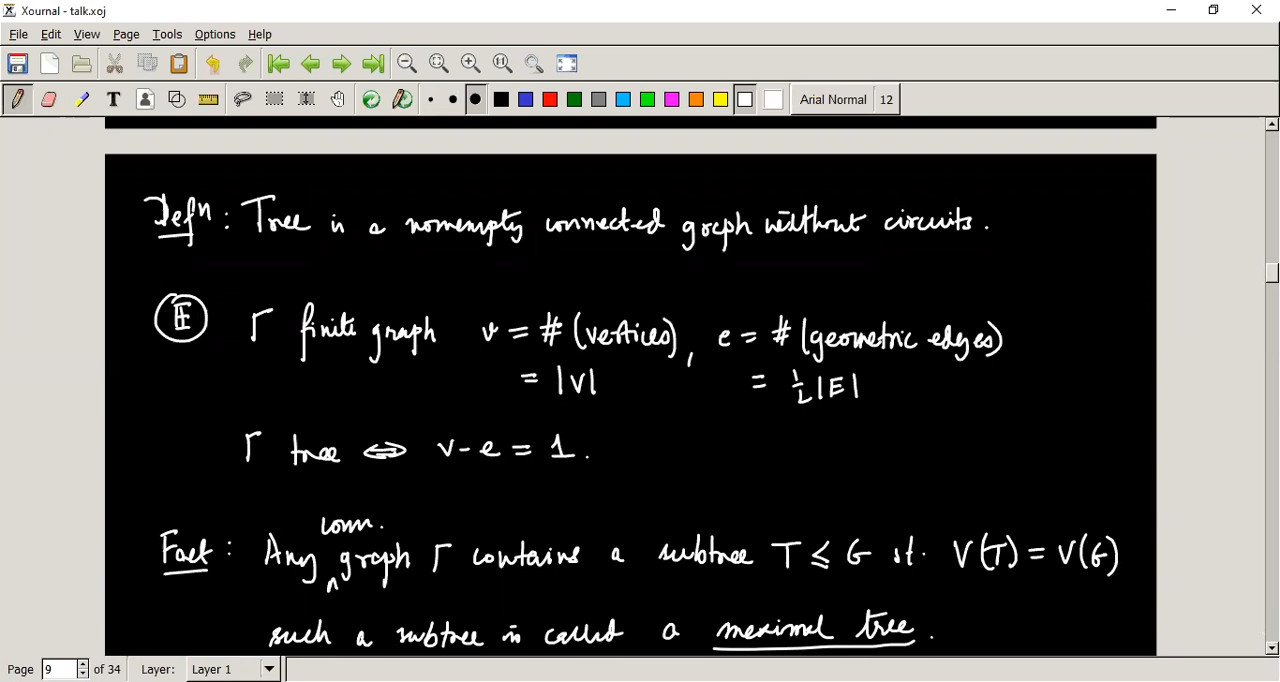 Xournal - talk.xoj
File Edit View Page Tools Options Help
Arial Normal 12
Defⁿ : Tree is a nonempty connected graph without circuits.
E Γ finite graph v = # (vertices), e = # (geometric edges)
= |V| = 1/2 |E|
Γ tree ⇔ v - e = 1.
conn.
Fact : Any ^ graph Γ contains a subtree T ≤ G st. V(T) = V(G)
such a subtree is called a maximal tree.
Page 9 of 34 Layer: Layer 1